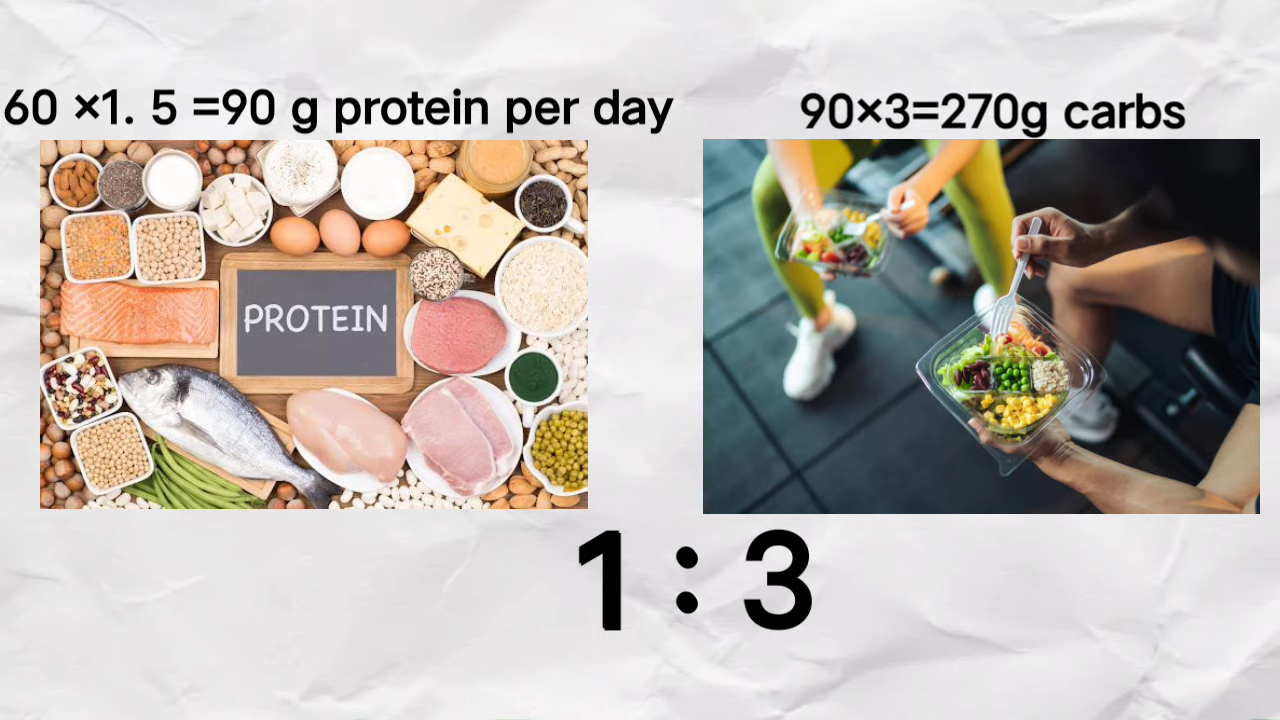 60 ×1. 5 =90 g protein per day
90×3=270g carbs
PROTEIN
1 : 3